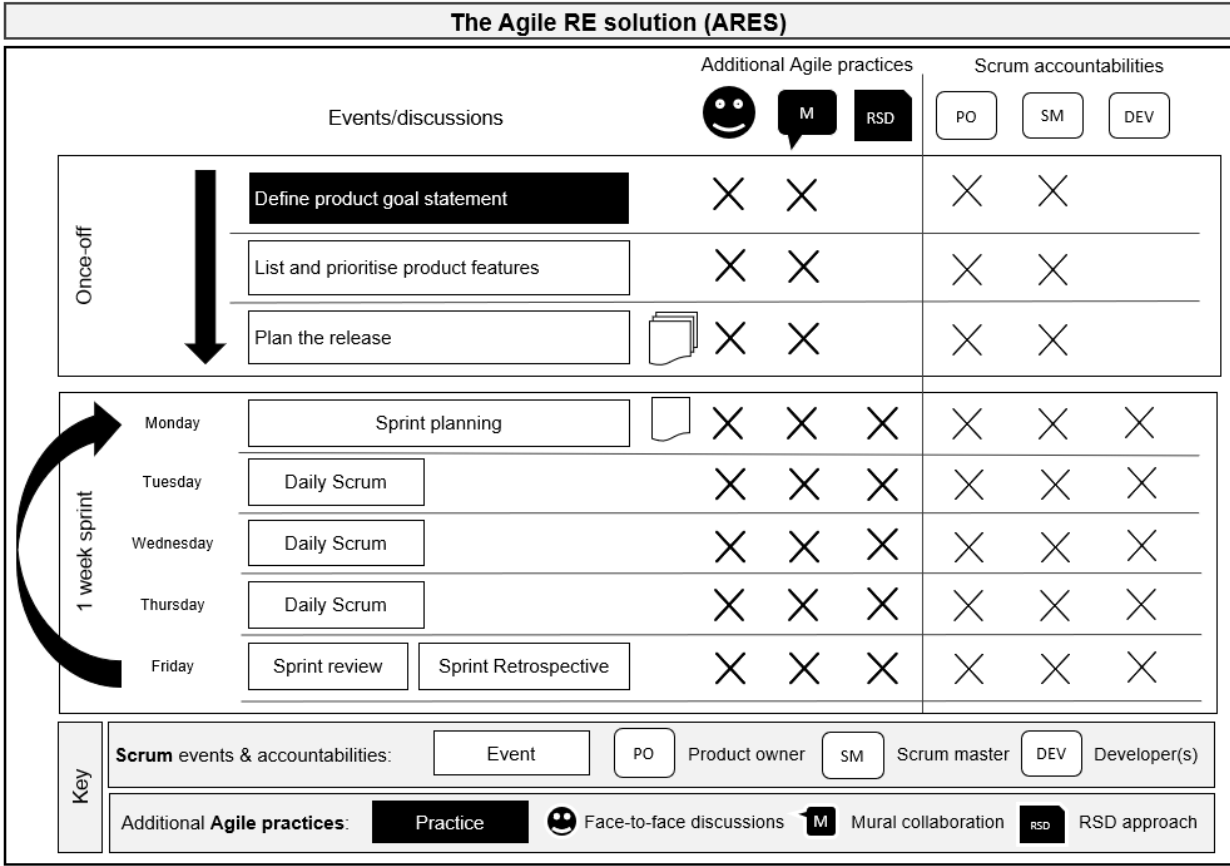 The Agile RE solution (ARES)
Additional Agile practices
Scrum accountabilities
Events/discussions
M
RSD
PO
SM
DEV
Once-off
Define product goal statement
List and prioritise product features
Plan the release
1 week sprint
Monday
Sprint planning
Tuesday
Daily Scrum
Wednesday
Daily Scrum
Thursday
Daily Scrum
Friday
Sprint review
Sprint Retrospective
Key
Scrum events & accountabilities:
Event
PO
Product owner
SM
Scrum master
DEV
Developer(s)
Additional Agile practices:
Practice
Face-to-face discussions
M
Mural collaboration
RSD
RSD approach